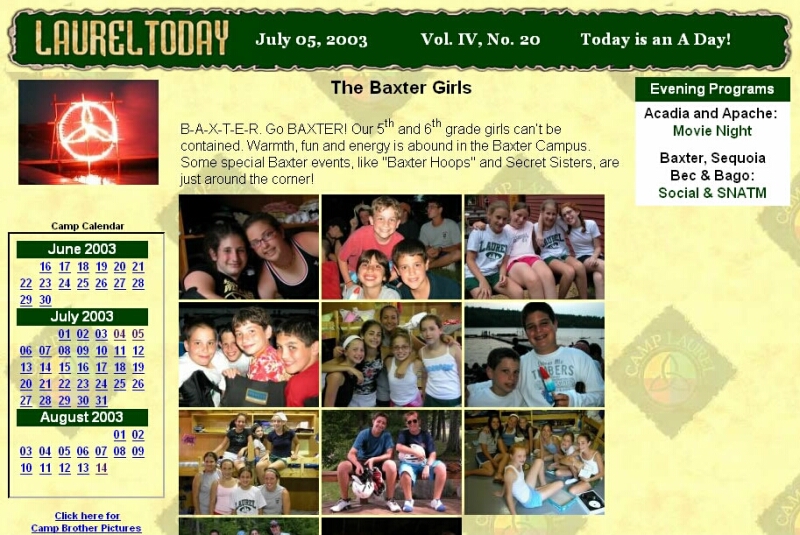 LAUREL TODAY
July 05, 2003
Vol. IV, No. 20
Today is an A Day!
The Baxter Girls
B-A-X-T-E-R. Go BAXTER! Our 5th and 6th grade girls can't be
contained. Warmth, fun and energy is abound in the Baxter Campus.
Some special Baxter events, like "Baxter Hoops" and Secret Sisters, are
just around the corner!
Evening Programs
Acadia and Apache:
Movie Night
Baxter, Sequoia
Bec & Bago:
Social & SNATM
Camp Calendar
June 2003
16 17 18 19 20 21
22 23 24 25 26 27 28
29 30
July 2003
01 02 03 04 05
06 07 08 09 10 11 12
13 14 15 16 17 18 19
20 21 22 23 24 25 26
27 28 29 30 31
August 2003
01 02
03 04 05 06 07 08 09
10 11 12 13 14
Click here for
Camp Brother Pictures
LAUREL
LAUREL
CAMP LAUREL